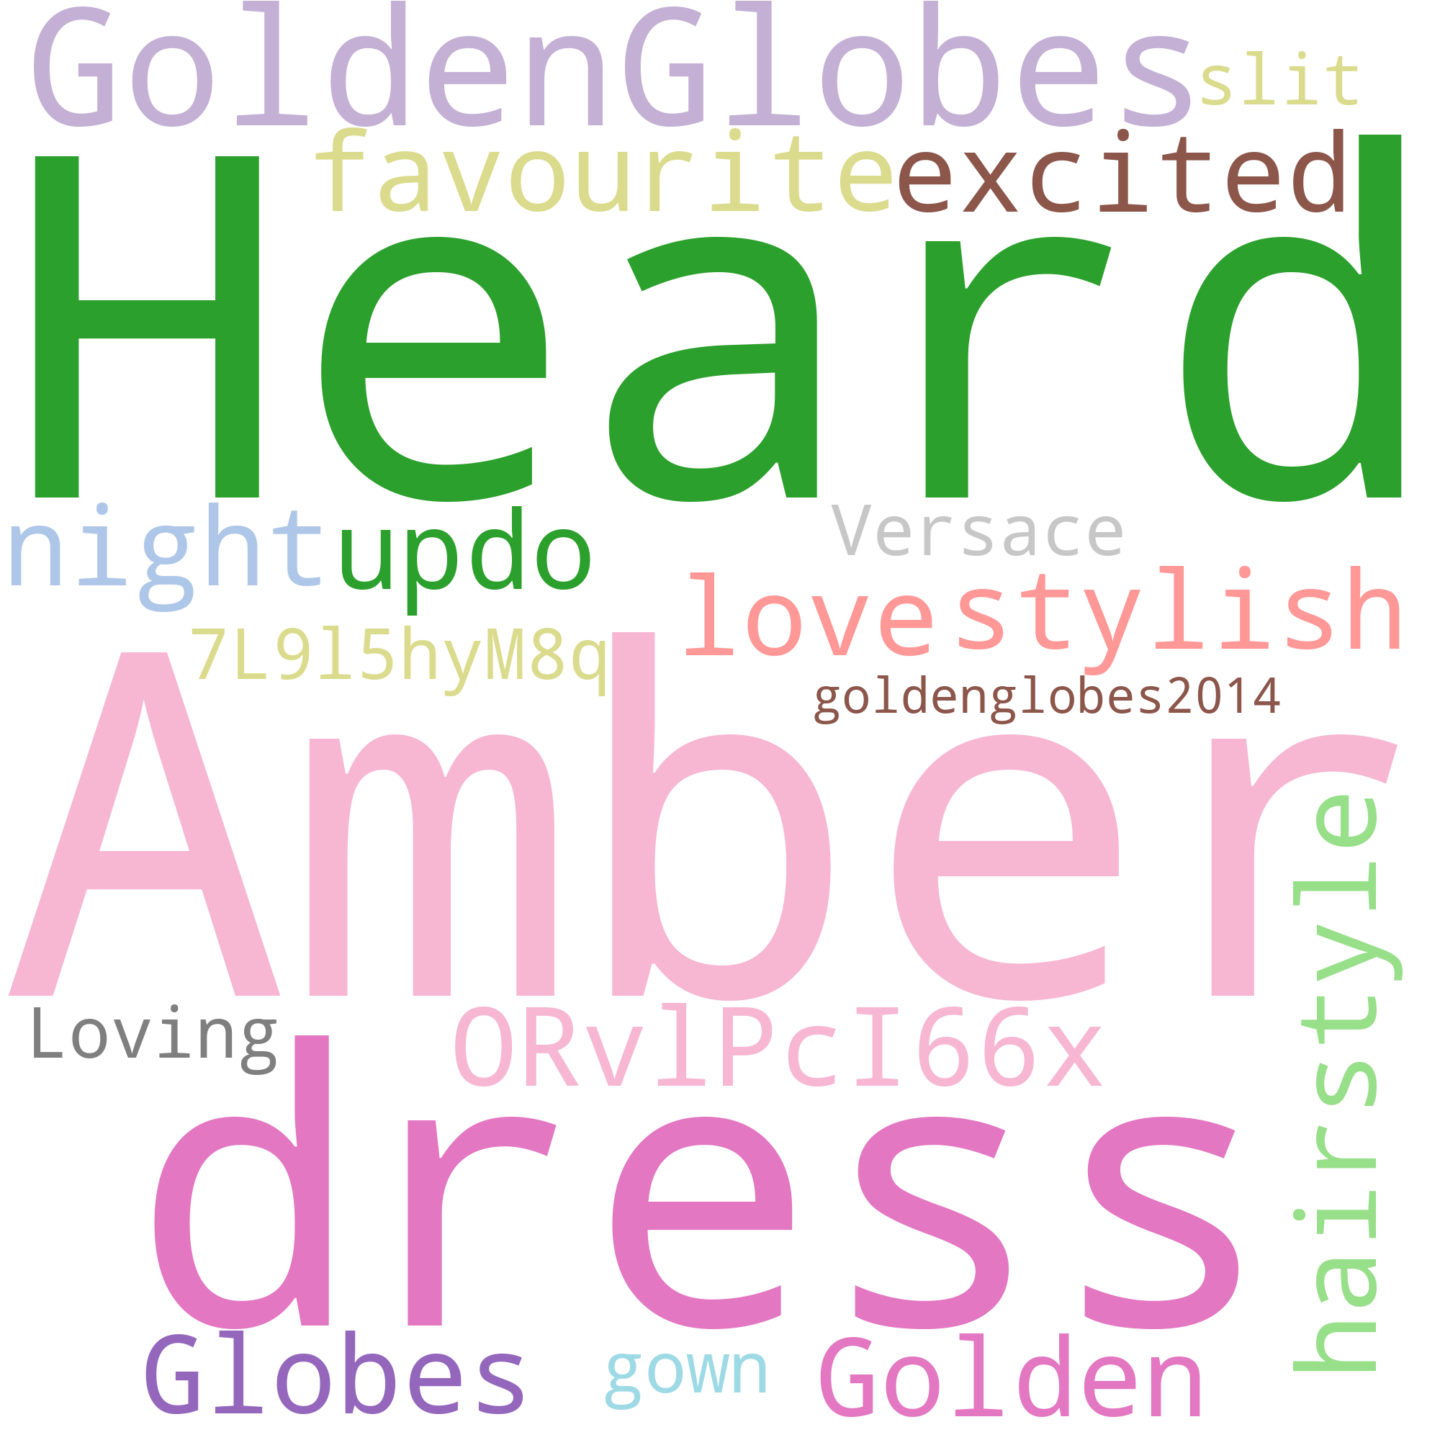 GoldenGlobes slit
favourite excited
Heard
night updo Versace
love stylish
7L9l5hyM8q
goldenglobes2014
Amber
hairstyle
Loving ORvlPcI66x
dress
Globes gown Golden